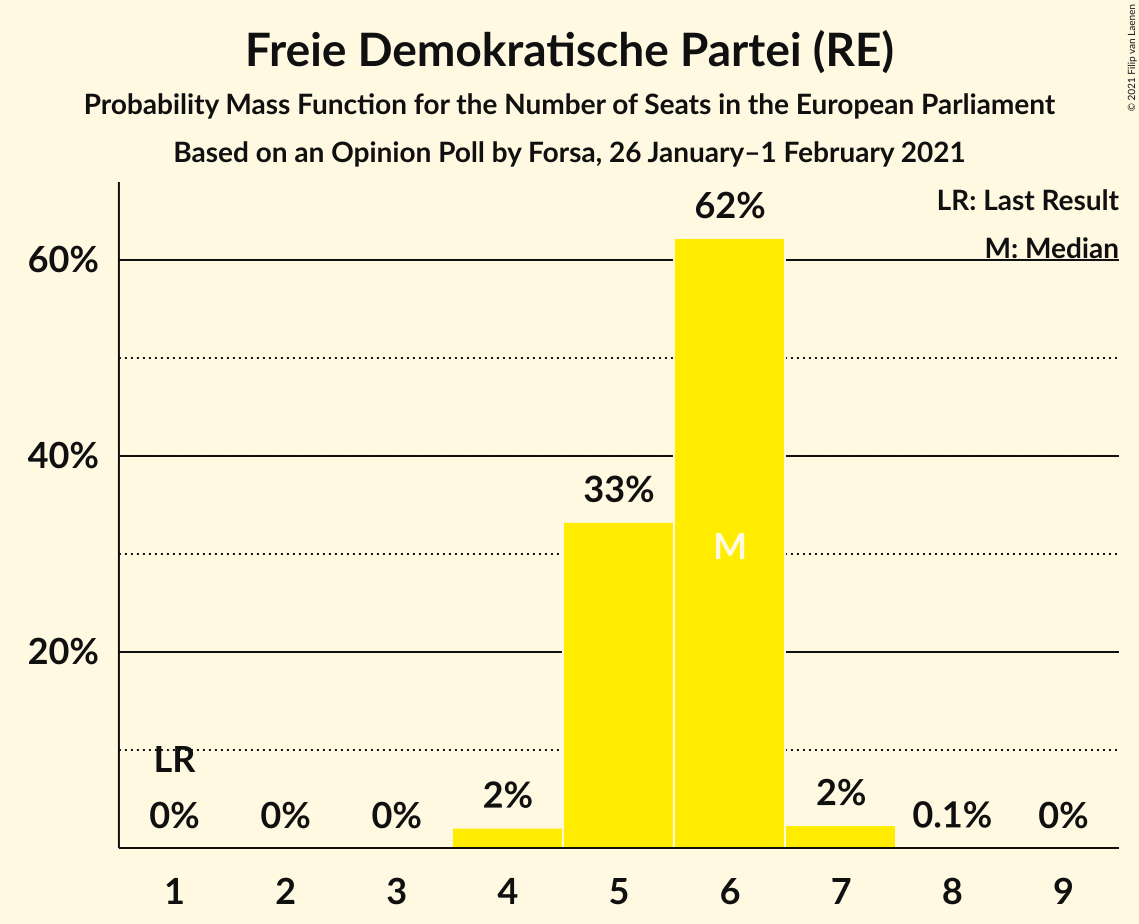 Freie Demokratische Partei (RE)
Probability Mass Function for the Number of Seats in the European Parliament
Based on an Opinion Poll by Forsa, 26 January–1 February 2021
© 2021 Filip van Laenen
LR: Last Result
M: Median
62%
60%
40%
33%
M
20%
LR
0% 0% 0% 2% 2% 0.1% 0%
1 2 3 4 5 6 7 8 9